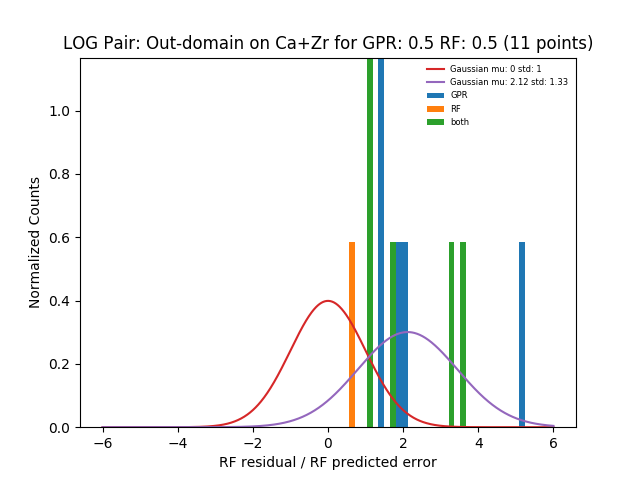 LOG Pair: Out-domain on Ca+Zr for GPR: 0.5 RF: 0.5 (11 points)
Gaussian mu: 0 std: 1
Gaussian mu: 2.12 std: 1.33
GPR
RF
both
Normalized Counts
1.0
0.8
0.6
0.4
0.2
0.0
−6 −4 −2 0 2 4 6
RF residual / RF predicted error